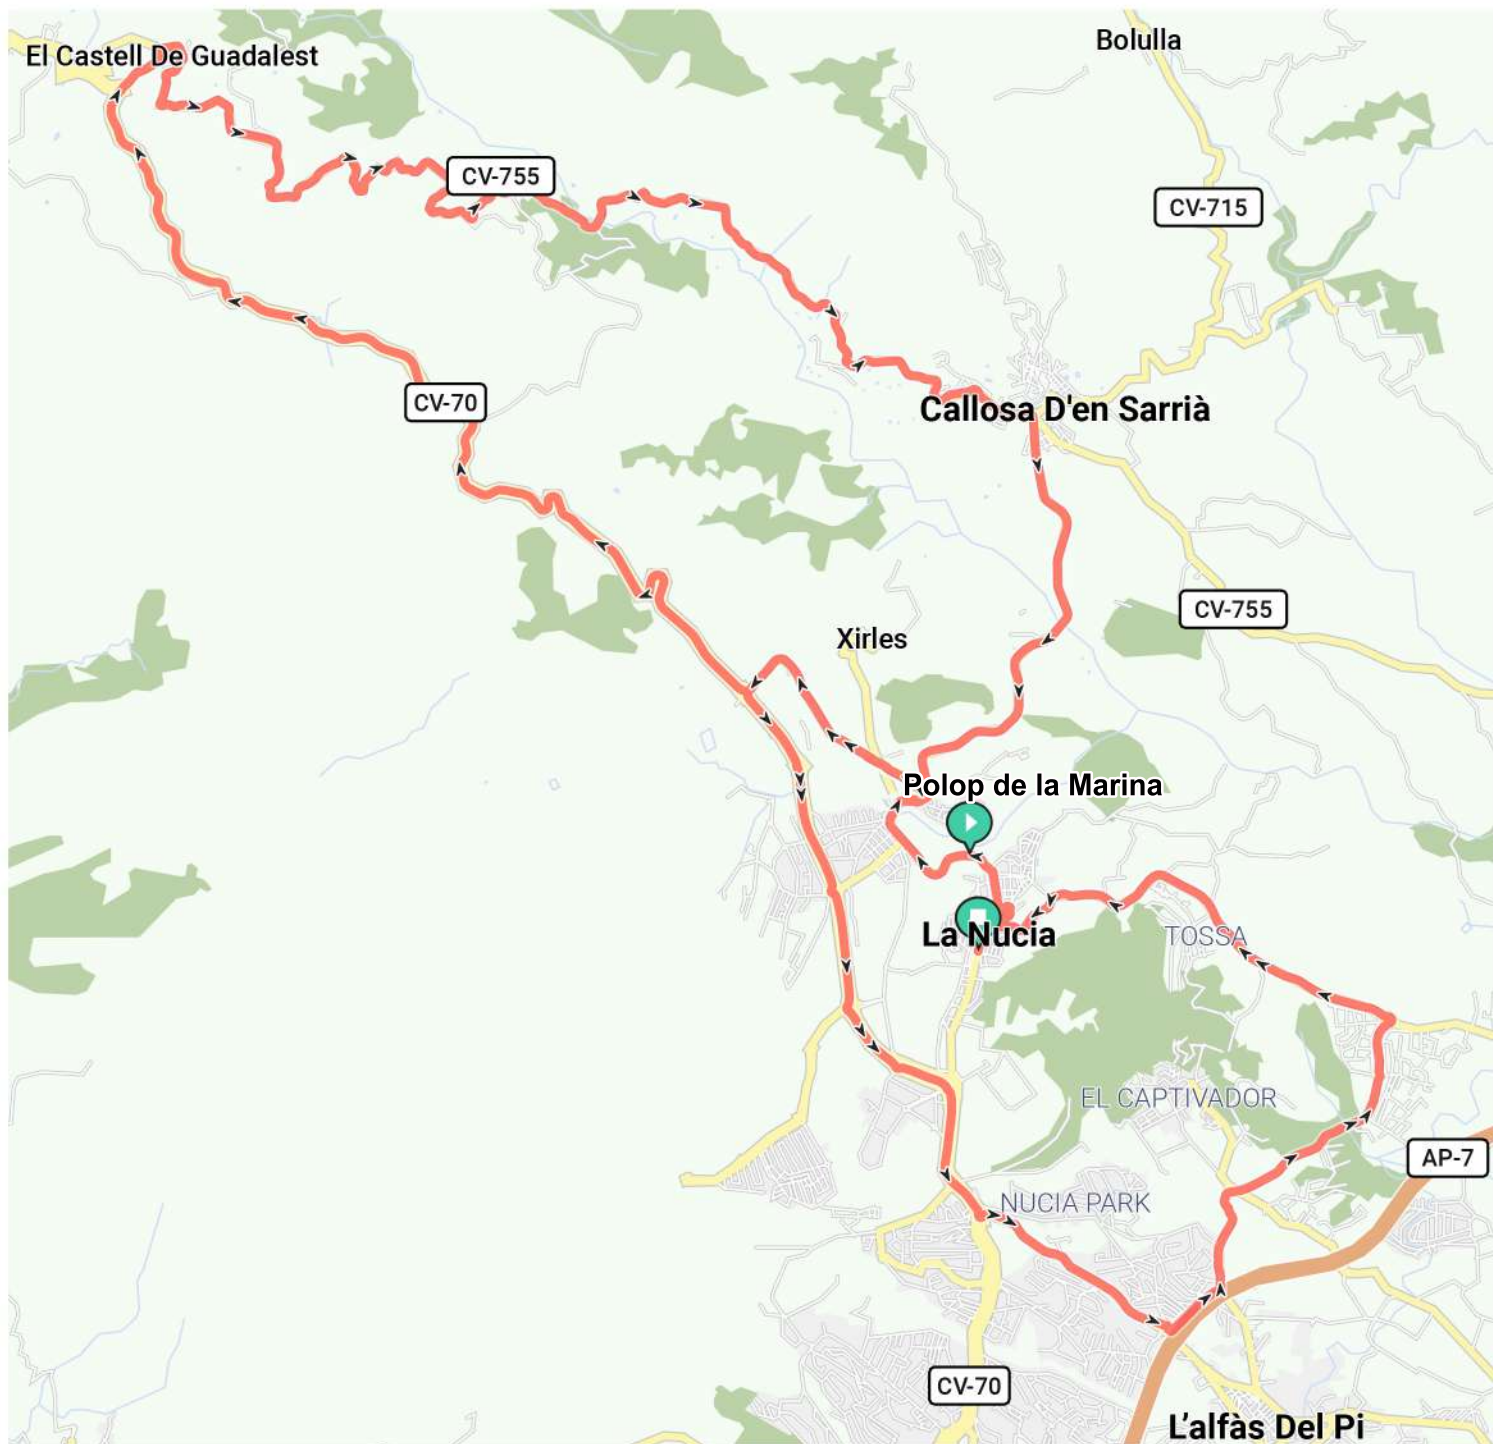 Bolulla
El Castell De Guadalest
CV-755
CV-715
CV-70
Callosa D'en Sarrià
CV-755
Xirles
Polop de la Marina
La Nucia
TOSSA
EL CAPTIVADOR
AP-7
NUCIA PARK
CV-70
L'alfàs Del Pi